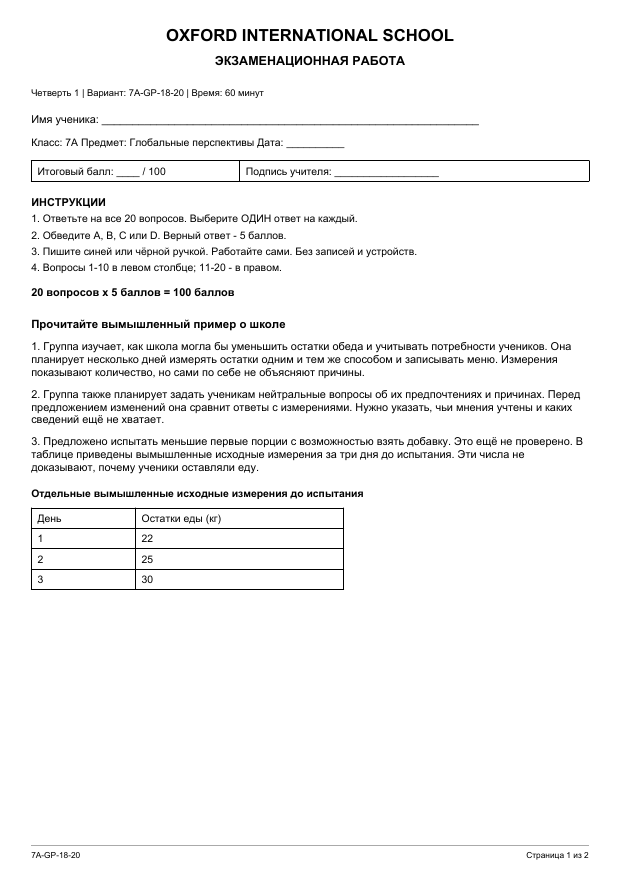 OXFORD INTERNATIONAL SCHOOL
ЭКЗАМЕНАЦИОННАЯ РАБОТА
Четверть 1 | Вариант: 7A-GP-18-20 | Время: 60 минут
Имя ученика: _______________________________________________________________
Класс: 7A Предмет: Глобальные перспективы Дата: __________
Итоговый балл: ____ / 100
Подпись учителя: __________________
ИНСТРУКЦИИ
1. Ответьте на все 20 вопросов. Выберите ОДИН ответ на каждый.
2. Обведите A, B, C или D. Верный ответ - 5 баллов.
3. Пишите синей или чёрной ручкой. Работайте сами. Без записей и устройств.
4. Вопросы 1-10 в левом столбце; 11-20 - в правом.
20 вопросов x 5 баллов = 100 баллов
Прочитайте вымышленный пример о школе
1. Группа изучает, как школа могла бы уменьшить остатки обеда и учитывать потребности учеников. Она
планирует несколько дней измерять остатки одним и тем же способом и записывать меню. Измерения
показывают количество, но сами по себе не объясняют причины.
2. Группа также планирует задать ученикам нейтральные вопросы об их предпочтениях и причинах. Перед
предложением изменений она сравнит ответы с измерениями. Нужно указать, чьи мнения учтены и каких
сведений ещё не хватает.
3. Предложено испытать меньшие первые порции с возможностью взять добавку. Это ещё не проверено. В
таблице приведены вымышленные исходные измерения за три дня до испытания. Эти числа не
доказывают, почему ученики оставляли еду.
Отдельные вымышленные исходные измерения до испытания
День Остатки еды (кг)
1 22
2 25
3 30
7A-GP-18-20
Страница 1 из 2